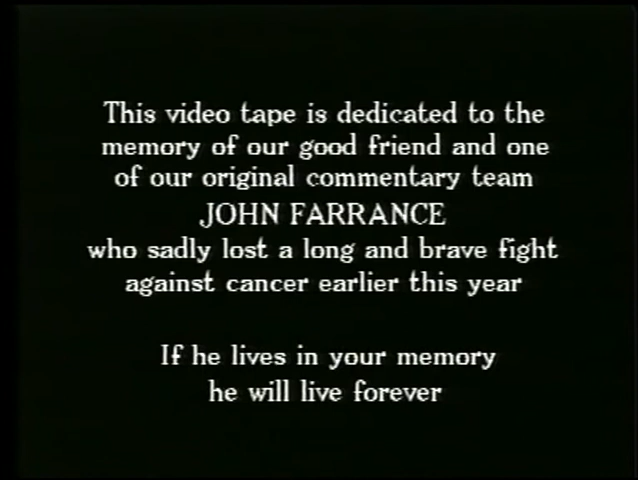 This video tape is dedicated to the
memory of our good friend and one
of our original commentary team
JOHN FARRANCE
who sadly lost a long and brave fight
against cancer earlier this year
If he lives in your memory
he will live forever